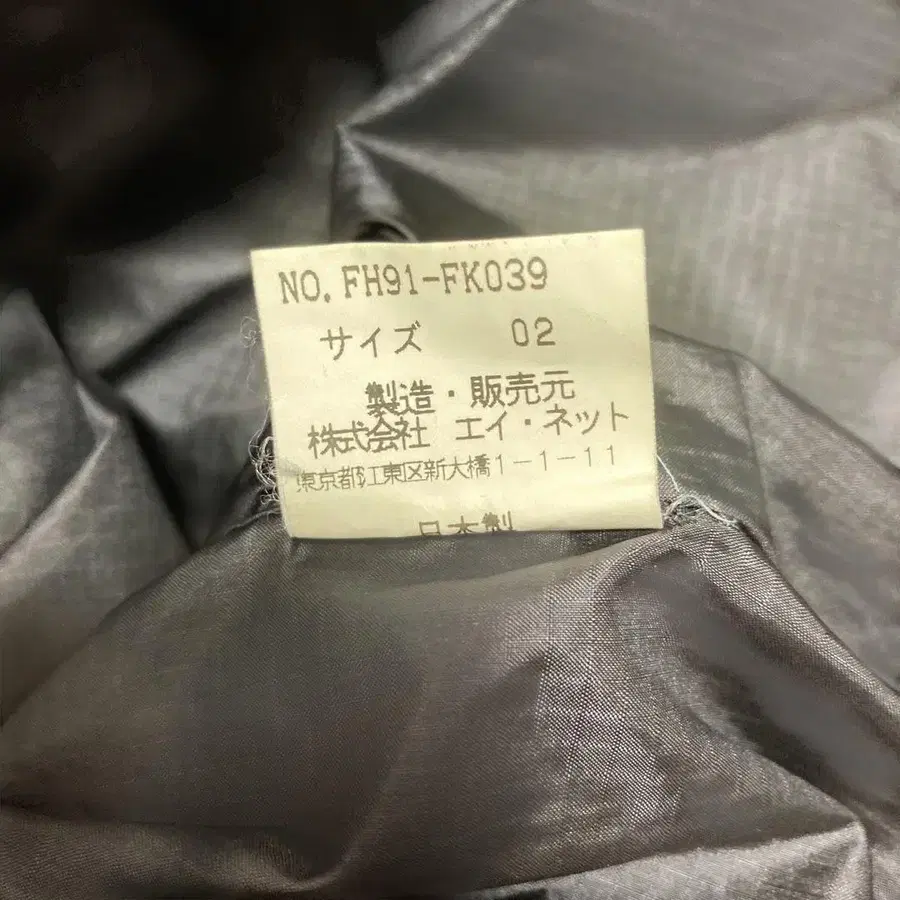 NO. FH91-FK039
サイズ 02
製造・販売元
株式会社 エイ・ネット
東京都江東区新大橋1-1-11
日本製